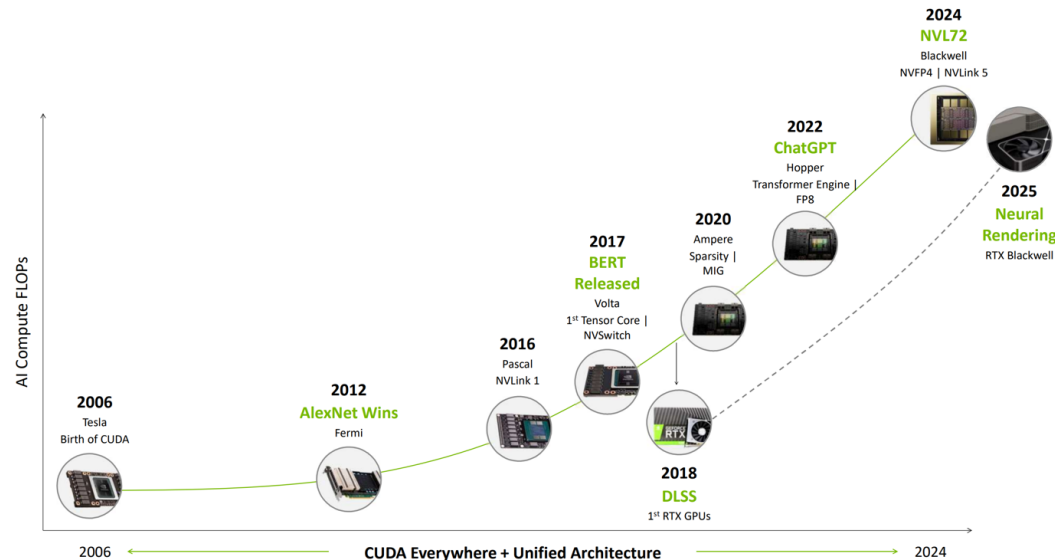 2024
NVL72
Blackwell
NVFP4 | NVLink 5
2022
ChatGPT
Hopper
Transformer Engine |
FP8
2025
Neural
Rendering
RTX Blackwell
2020
Ampere
Sparsity |
MIG
2017
BERT
Released
Volta
1st Tensor Core |
NVSwitch
2016
Pascal
NVLink 1
2012
AlexNet Wins
Fermi
2006
Tesla
Birth of CUDA
RTX
2018
DLSS
1st RTX GPUs
AI Compute FLOPs
2006
CUDA Everywhere + Unified Architecture
2024